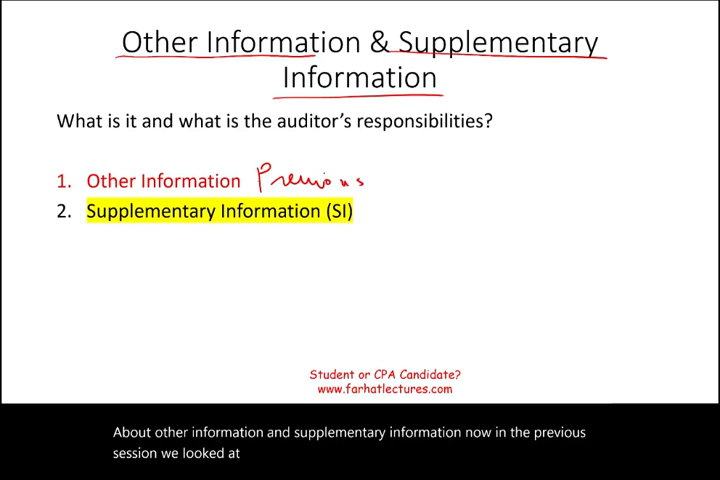 Other Information & Supplementary
Information
What is it and what is the auditor's responsibilities?
1. Other Information Previous
2. Supplementary Information (SI)
Student or CPA Candidate?
www.farhatlectures.com
About other information and supplementary information now in the previous
session we looked at